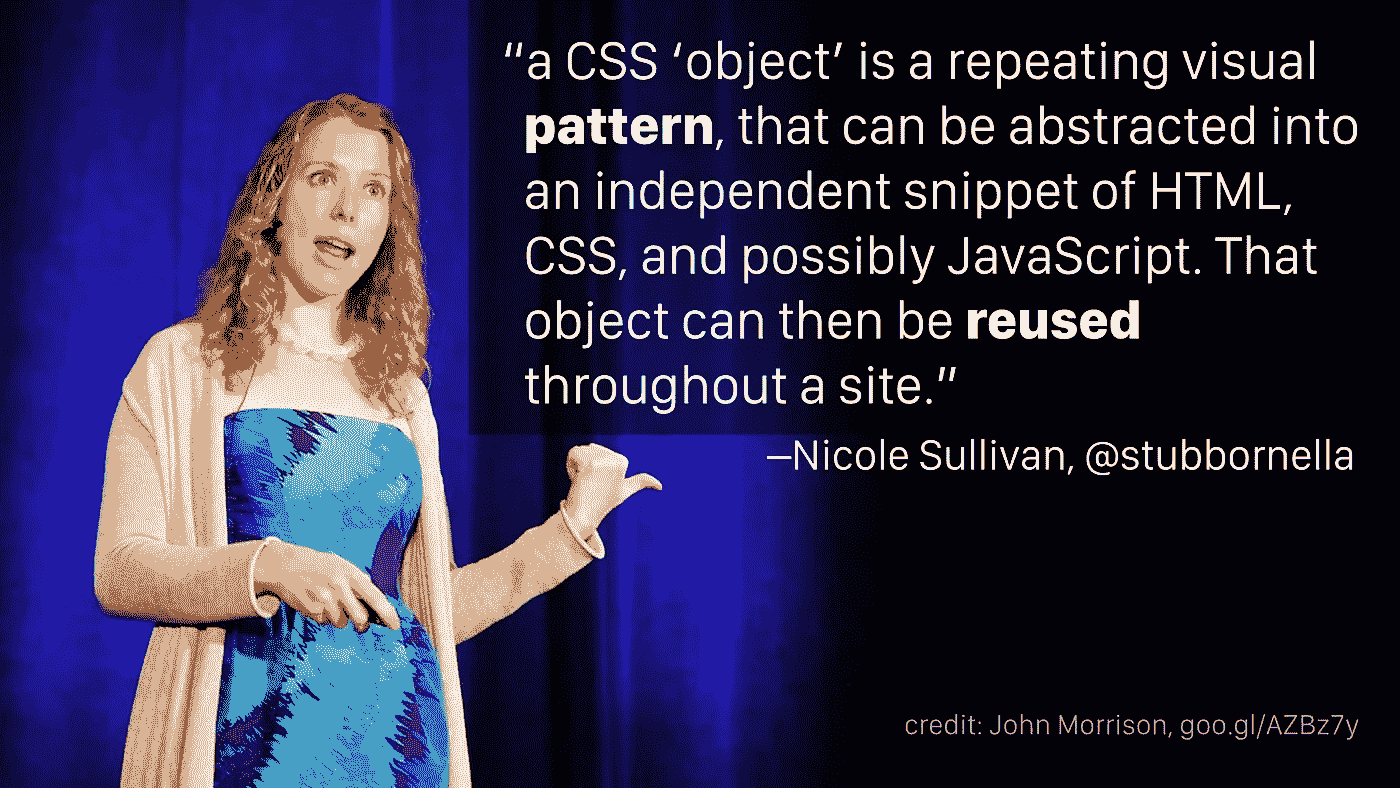 “a CSS ‘object’ is a repeating visual
pattern, that can be abstracted into
an independent snippet of HTML,
CSS, and possibly JavaScript. That
object can then be reused
throughout a site.”
–Nicole Sullivan, @stubbornella
credit: John Morrison, goo.gl/AZBz7y